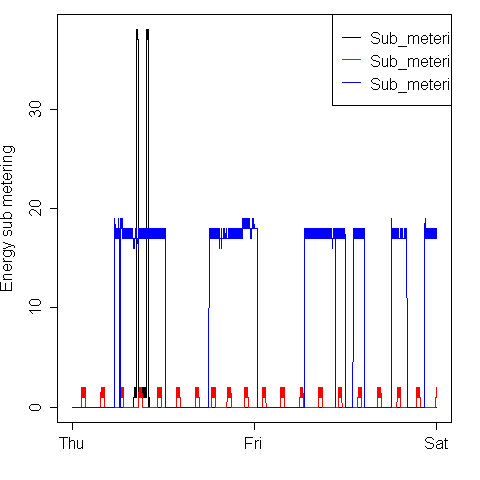 Sub_meteri
Sub_meteri
Sub_meteri
Energy sub metering
30
20
10
0
Thu
Fri
Sat